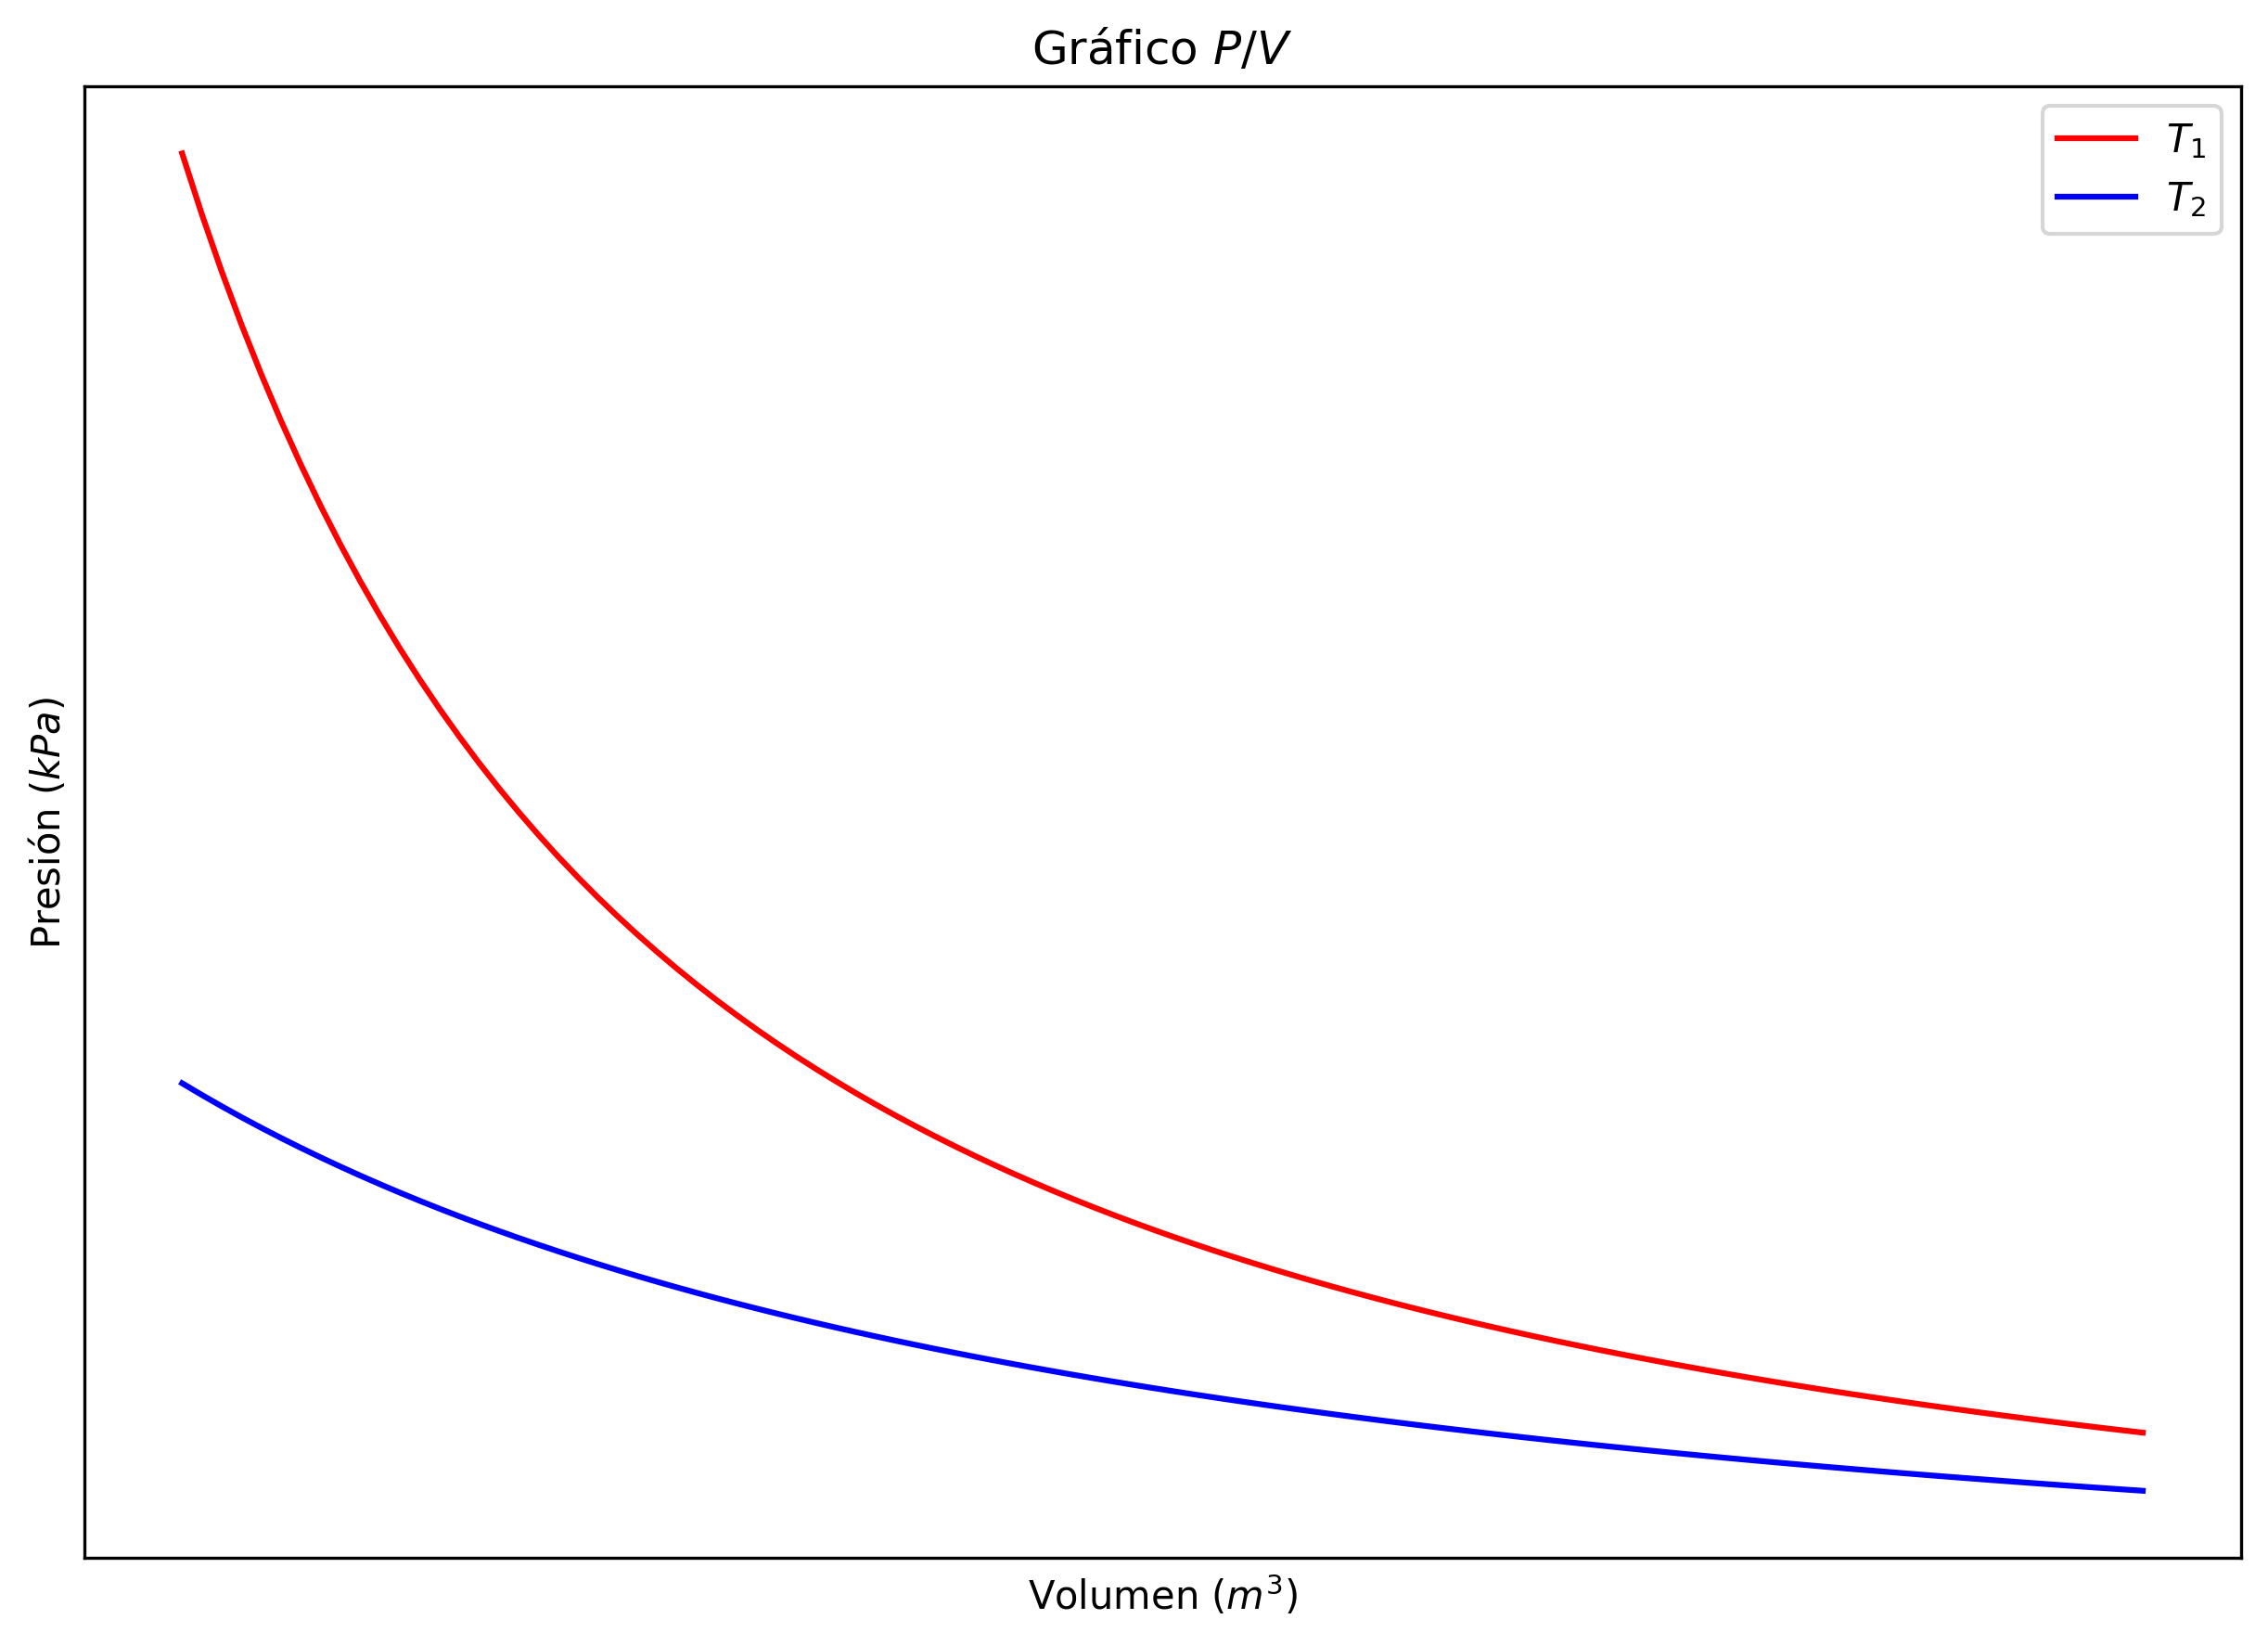 Gráfico P/V
T₁
T₂
Presión (kPa)
Volumen (m³)